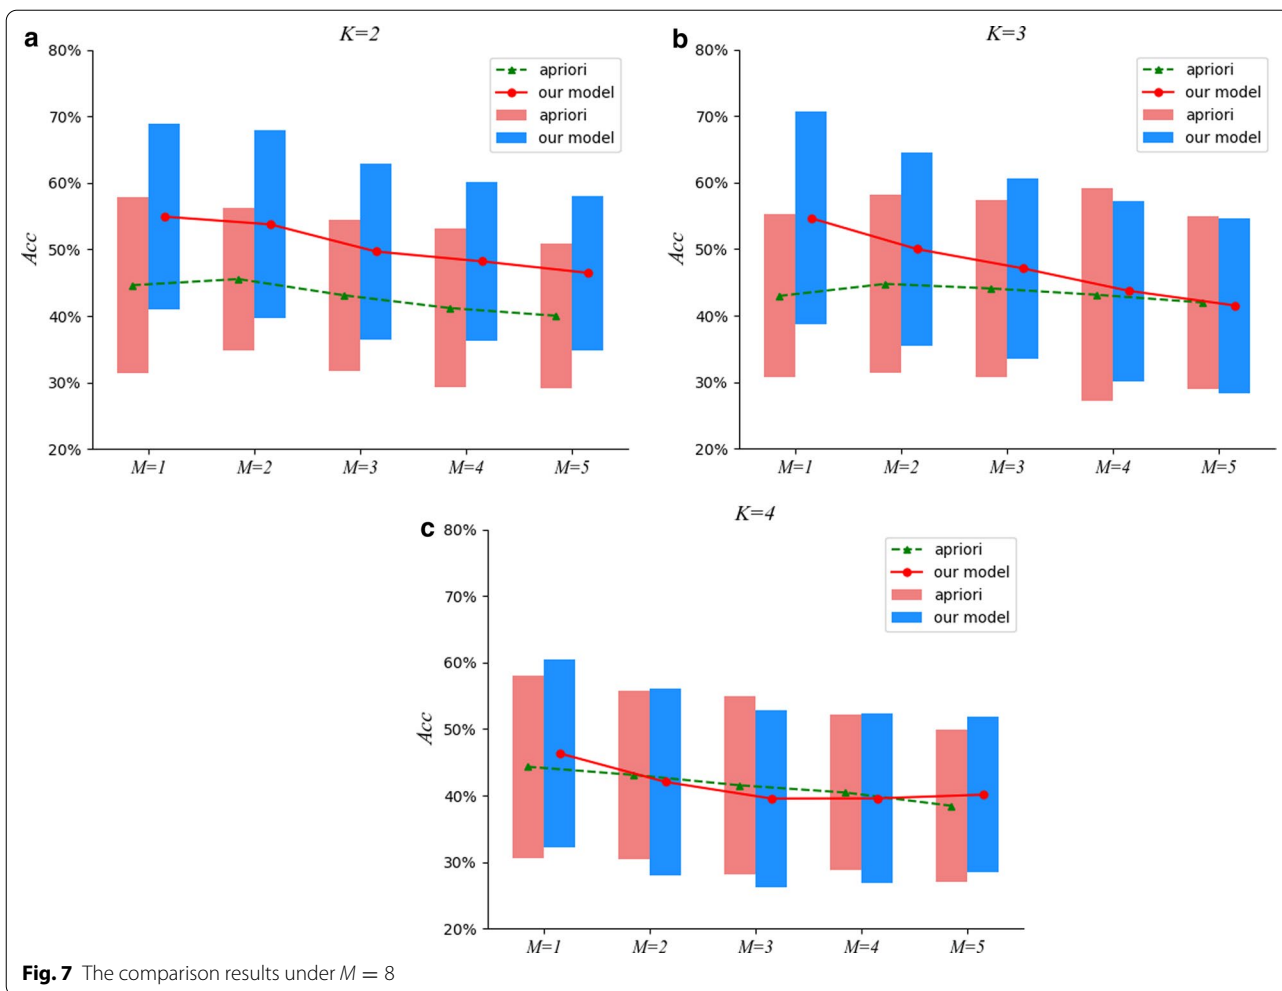 a
K=2
80%
70%
60%
50%
40%
30%
20%
Acc
apriori
our model
apriori
our model
M=1 M=2 M=3 M=4 M=5
b
K=3
80%
70%
60%
50%
40%
30%
20%
Acc
apriori
our model
apriori
our model
M=1 M=2 M=3 M=4 M=5
c
K=4
80%
70%
60%
50%
40%
30%
20%
Acc
apriori
our model
apriori
our model
M=1 M=2 M=3 M=4 M=5
Fig. 7 The comparison results under M = 8